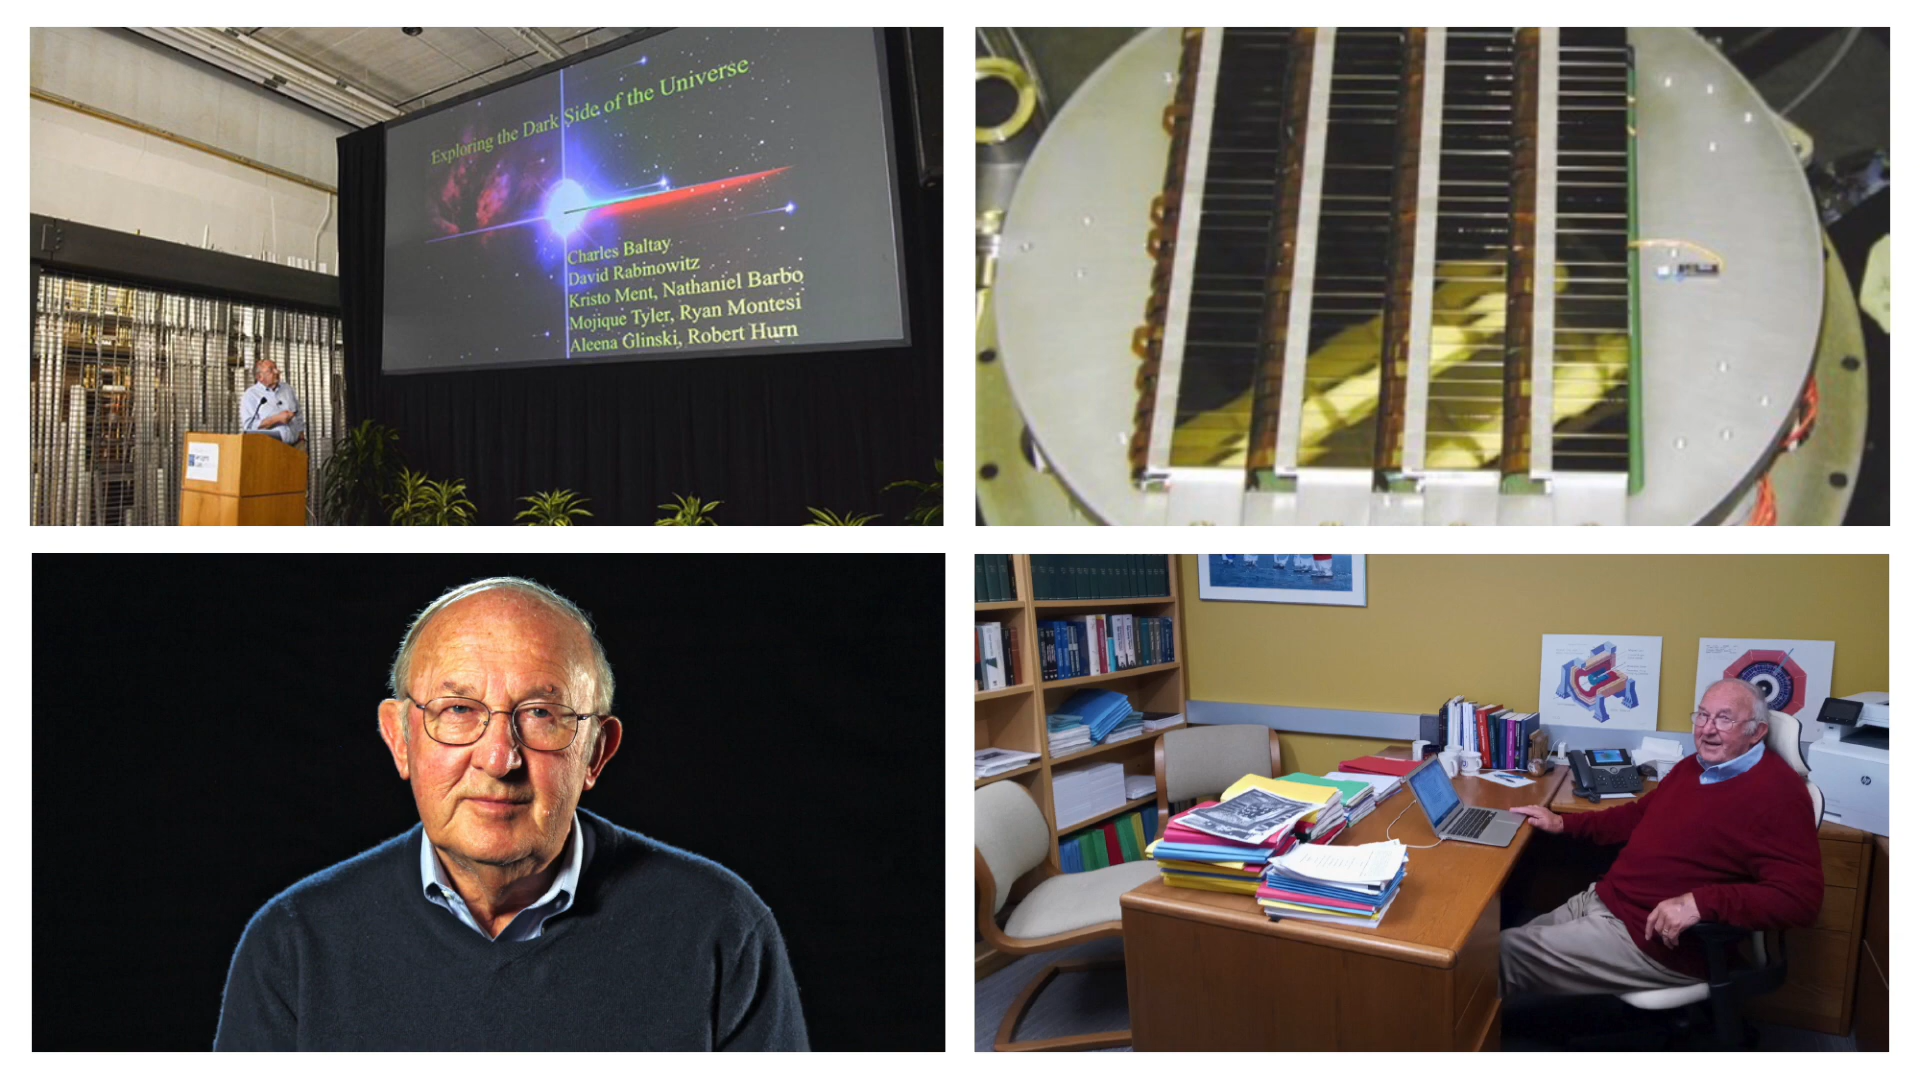 Exploring the Dark Side of the Universe
Charles Baltay
David Rabinowitz
Kristo Ment, Nathaniel Barbo
Mojique Tyler, Ryan Montesi
Aleena Glinski, Robert Hurn
hp